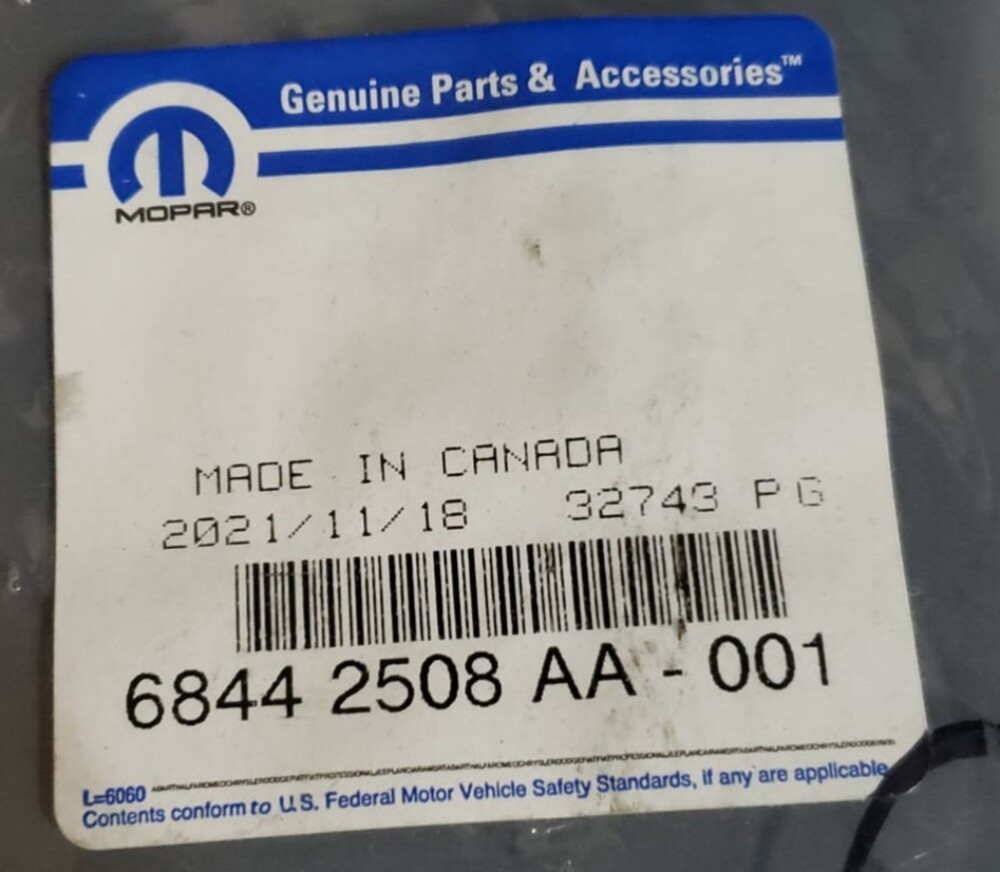 Genuine Parts & Accessories™
MOPAR®
MADE IN CANADA
2021/11/18 32743 PG
6844 2508 AA - 001
L=6060
Contents conform to U.S. Federal Motor Vehicle Safety Standards, if any are applicable